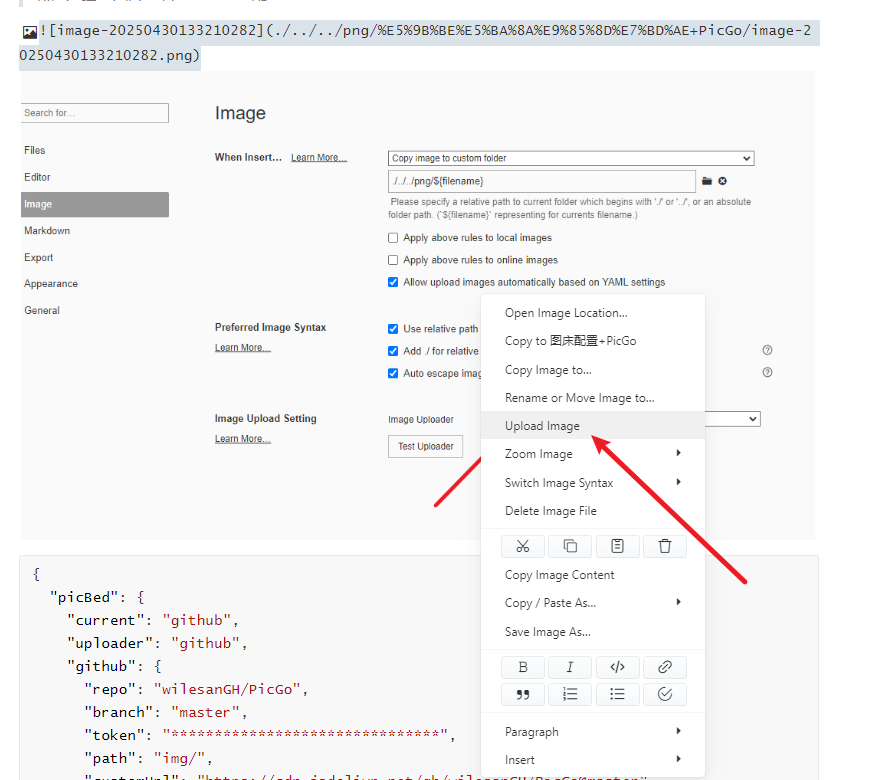 ![image-20250430133210282](./../../png/%E5%9B%BE%E5%BA%8A%E9%85%8D%E7%BD%AE+PicGo/image-2
0250430133210282.png)
Image
Search for...
Files
Editor
Image
Markdown
Export
Appearance
General
When Insert... Learn More...
Copy image to custom folder
./../../png/${filename}
Please specify a relative path to current folder which begins with './' or '../', or an absolute
folder path. ('${filename}' representing for currents filename.)
Apply above rules to local images
Apply above rules to online images
Allow upload images automatically based on YAML settings
Preferred Image Syntax
Learn More...
Use relative path
Add ./ for relative
Auto escape imag
Image Upload Setting
Learn More...
Image Uploader
Test Uploader
Open Image Location...
Copy to 图床配置+PicGo
Copy Image to...
Rename or Move Image to...
Upload Image
Zoom Image
Switch Image Syntax
Delete Image File
Copy Image Content
Copy / Paste As...
Save Image As...
B I </>
Paragraph
Insert
{
"picBed": {
"current": "github",
"uploader": "github",
"github": {
"repo": "wilesanGH/PicGo",
"branch": "master",
"token": "*******************************",
"path": "img/",